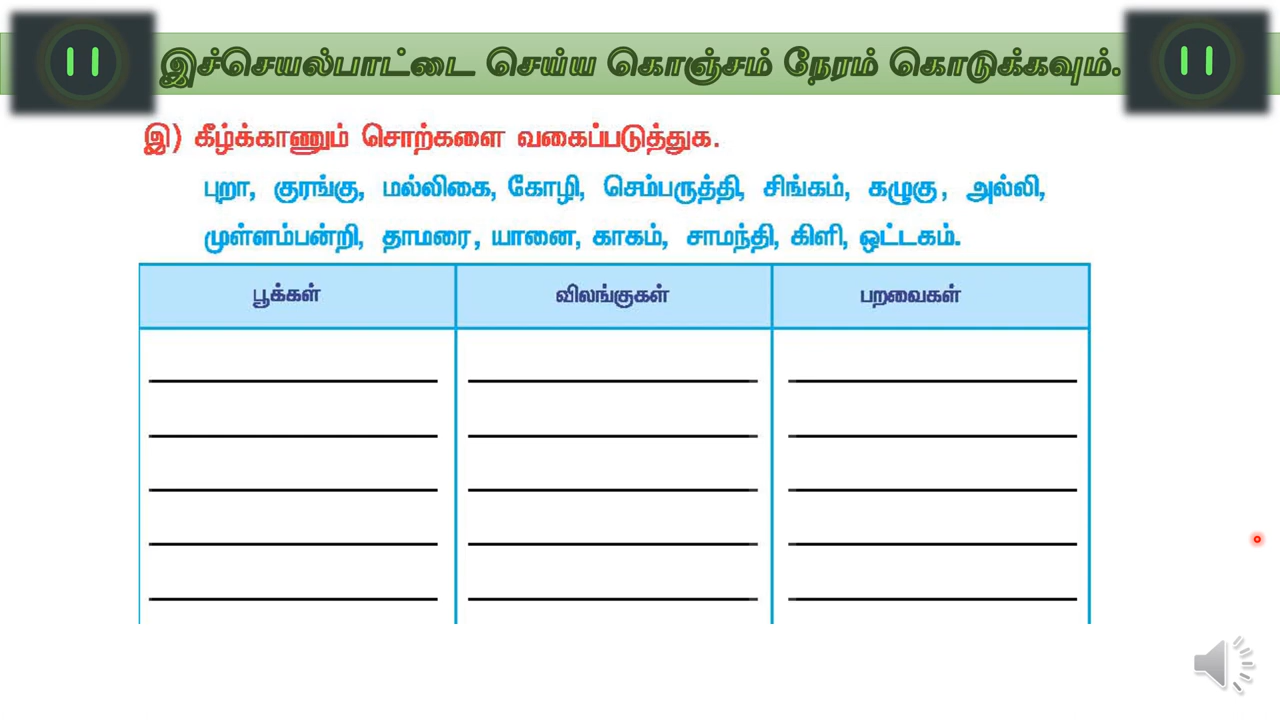 இச்செயல்பாட்டை செய்ய கொஞ்சம் நேரம் கொடுக்கவும்.
இ) கீழ்க்காணும் சொற்களை வகைப்படுத்துக.
புறா, குரங்கு, மல்லிகை, கோழி, செம்பருத்தி, சிங்கம், கழுகு, அல்லி,
முள்ளம்பன்றி, தாமரை, யானை, காகம், சாமந்தி, கிளி, ஒட்டகம்.
பூக்கள் விலங்குகள் பறவைகள்